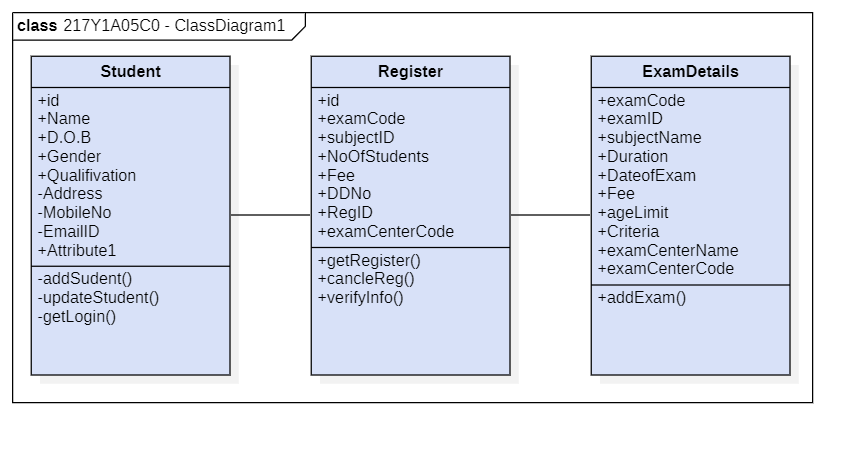 class 217Y1A05C0 - ClassDiagram1
Student
+id
+Name
+D.O.B
+Gender
+Qualifivation
-Address
-MobileNo
-EmailID
+Attribute1
-addSudent()
-updateStudent()
-getLogin()
Register
+id
+examCode
+subjectID
+NoOfStudents
+Fee
+DDNo
+RegID
+examCenterCode
+getRegister()
+cancleReg()
+verifyInfo()
ExamDetails
+examCode
+examID
+subjectName
+Duration
+DateofExam
+Fee
+ageLimit
+Criteria
+examCenterName
+examCenterCode
+addExam()